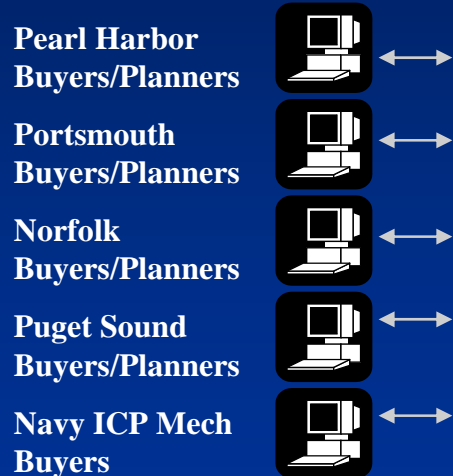 Pearl Harbor
Buyers/Planners
Portsmouth
Buyers/Planners
Norfolk
Buyers/Planners
Puget Sound
Buyers/Planners
Navy ICP Mech
Buyers